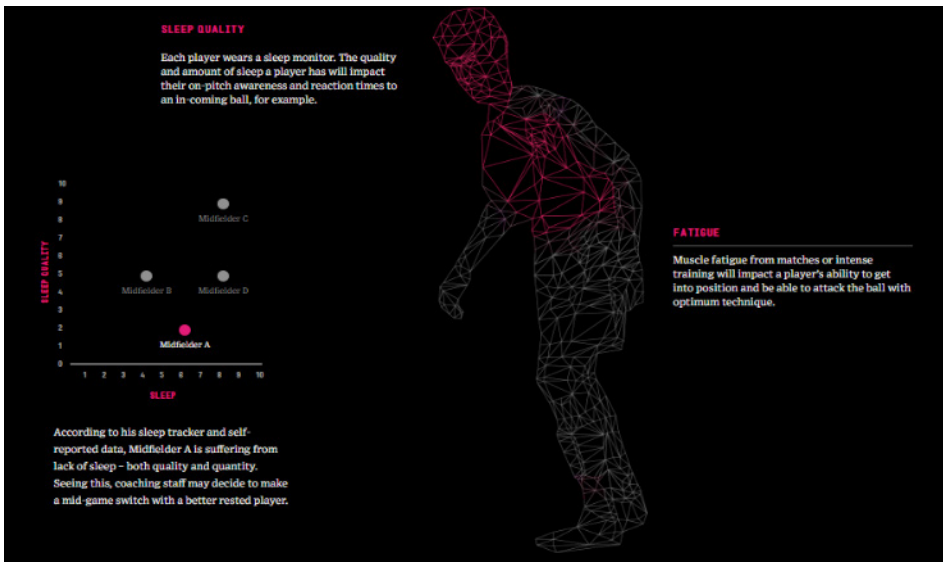 SLEEP QUALITY
Each player wears a sleep monitor. The quality
and amount of sleep a player has will impact
their on-pitch awareness and reaction times to
an in-coming ball, for example.
10
9
8
7
6
5
4
3
2
1
0
SLEEP QUALITY
Midfielder C
Midfielder B
Midfielder D
Midfielder A
1 2 3 4 5 6 7 8 9 10
SLEEP
According to his sleep tracker and self-
reported data, Midfielder A is suffering from
lack of sleep – both quality and quantity.
Seeing this, coaching staff may decide to make
a mid-game switch with a better rested player.
FATIGUE
Muscle fatigue from matches or intense
training will impact a player's ability to get
into position and be able to attack the ball with
optimum technique.